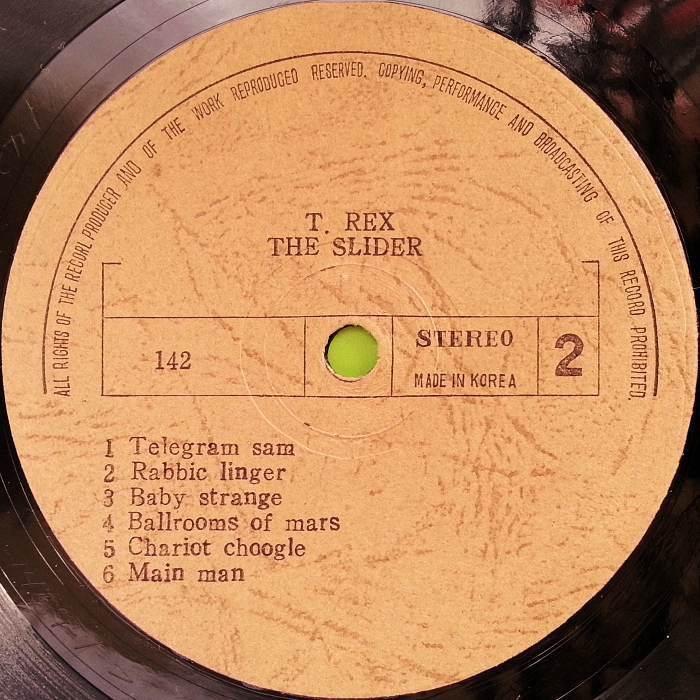 ALL RIGHTS OF THE RECORL PRODUCER AND OF THE WORK REPRODUCED RESERVED. COPYING, PERFORMANCE AND BROADCASTING OF THIS RECORD PROHIBITED.
T. REX
THE SLIDER
142
STEREO
MADE IN KOREA
2
1 Telegram sam
2 Rabbic linger
3 Baby strange
4 Ballrooms of mars
5 Chariot choogle
6 Main man